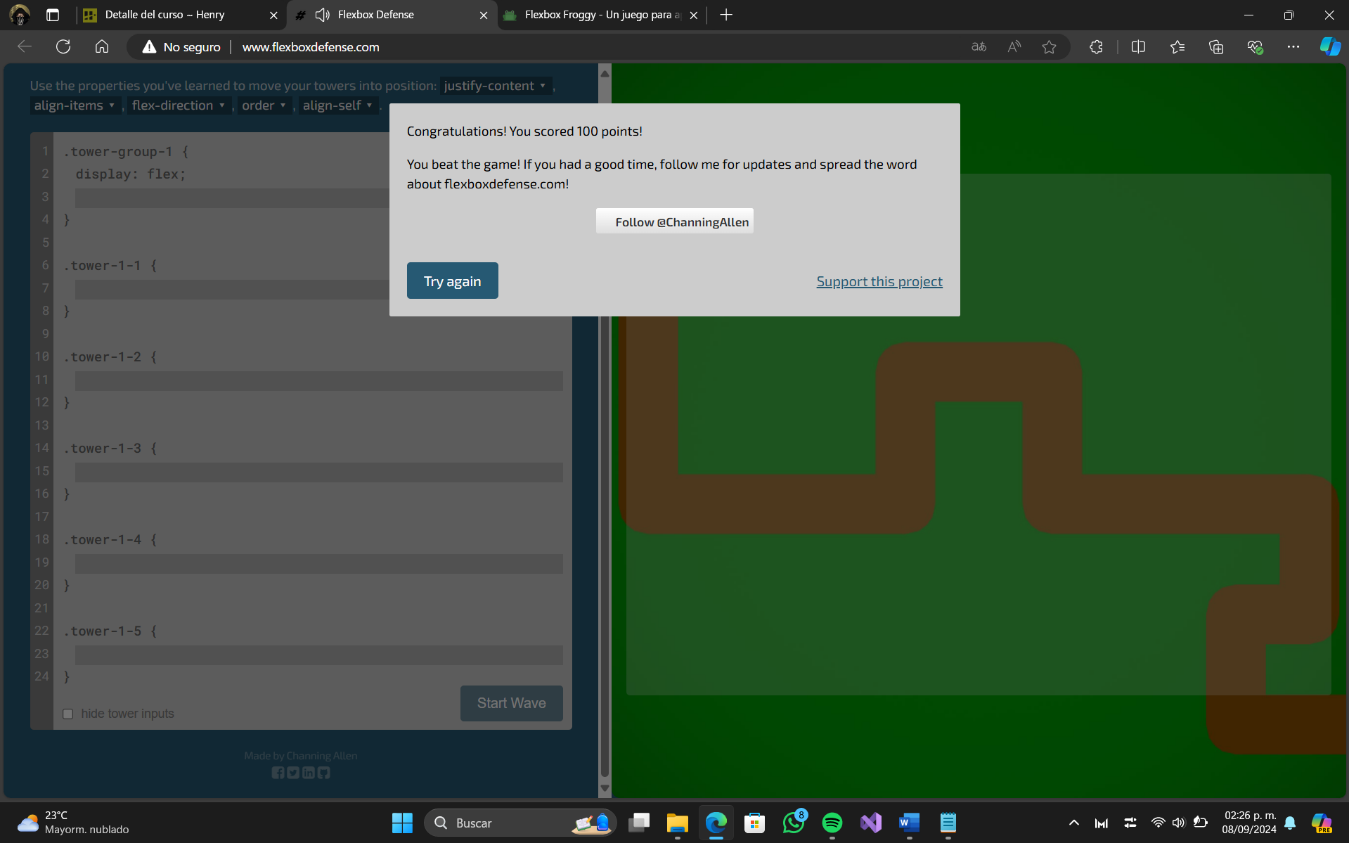 Detalle del curso – Henry
Flexbox Defense
Flexbox Froggy - Un juego para a
No seguro
www.flexboxdefense.com
Use the properties you've learned to move your towers into position: justify-content ,
align-items , flex-direction , order , align-self .
1 .tower-group-1 {
2 display: flex;
3
4 }
5
6 .tower-1-1 {
7
8 }
9
10 .tower-1-2 {
11
12 }
13
14 .tower-1-3 {
15
16 }
17
18 .tower-1-4 {
19
20 }
21
22 .tower-1-5 {
23
24 }
hide tower inputs
Start Wave
Made by Channing Allen
Congratulations! You scored 100 points!
You beat the game! If you had a good time, follow me for updates and spread the word
about flexboxdefense.com!
Follow @ChanningAllen
Try again
Support this project
23°C
Mayorm. nublado
Buscar
8
02:26 p. m.
08/09/2024
PRE